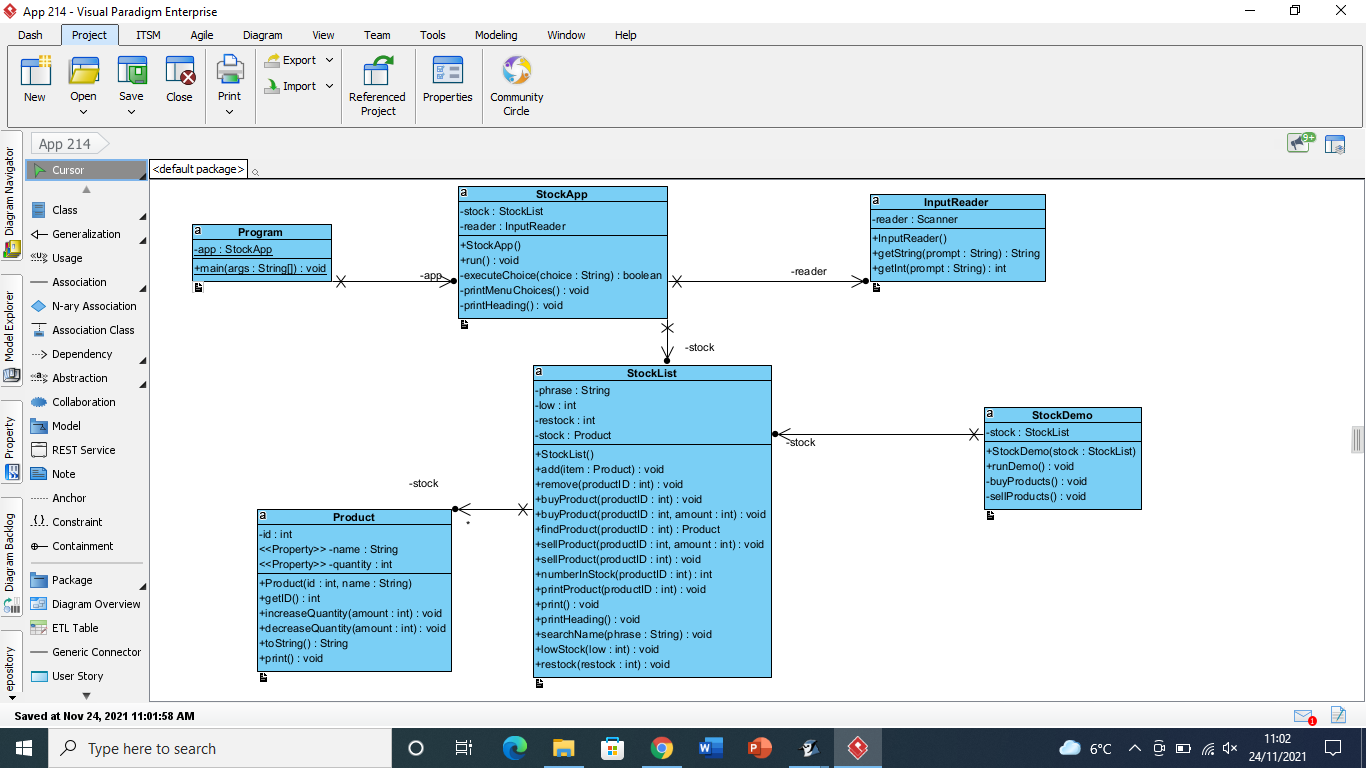 App 214 - Visual Paradigm Enterprise
Dash Project ITSM Agile Diagram View Team Tools Modeling Window Help
New
Open
Save
Close
Print
Export
Import
Referenced
Project
Properties
Community
Circle
App 214
9+
Diagram Navigator
Model Explorer
Property
Diagram Backlog
epository
Cursor
Class
Generalization
Usage
Association
N-ary Association
Association Class
Dependency
Abstraction
Collaboration
Model
REST Service
Note
Anchor
Constraint
Containment
Package
Diagram Overview
ETL Table
Generic Connector
User Story
<default package>
a
Program
-app : StockApp
+main(args : String[]) : void
-app
a
StockApp
-stock : StockList
-reader : InputReader
+StockApp()
+run() : void
-executeChoice(choice : String) : boolean
-printMenuChoices() : void
-printHeading() : void
-reader
a
InputReader
-reader : Scanner
+InputReader()
+getString(prompt : String) : String
+getInt(prompt : String) : int
-stock
a
StockList
-phrase : String
-low : int
-restock : int
-stock : Product
+StockList()
+add(item : Product) : void
+remove(productID : int) : void
+buyProduct(productID : int) : void
+buyProduct(productID : int, amount : int) : void
+findProduct(productID : int) : Product
+sellProduct(productID : int, amount : int) : void
+sellProduct(productID : int) : void
+numberInStock(productID : int) : int
+printProduct(productID : int) : void
+print() : void
+printHeading() : void
+searchName(phrase : String) : void
+lowStock(low : int) : void
+restock(restock : int) : void
-stock
a
StockDemo
-stock : StockList
+StockDemo(stock : StockList)
+runDemo() : void
-buyProducts() : void
-sellProducts() : void
-stock
*
a
Product
-id : int
<<Property>> -name : String
<<Property>> -quantity : int
+Product(id : int, name : String)
+getID() : int
+increaseQuantity(amount : int) : void
+decreaseQuantity(amount : int) : void
+toString() : String
+print() : void
Saved at Nov 24, 2021 11:01:58 AM
1
Type here to search
6°C
11:02
24/11/2021